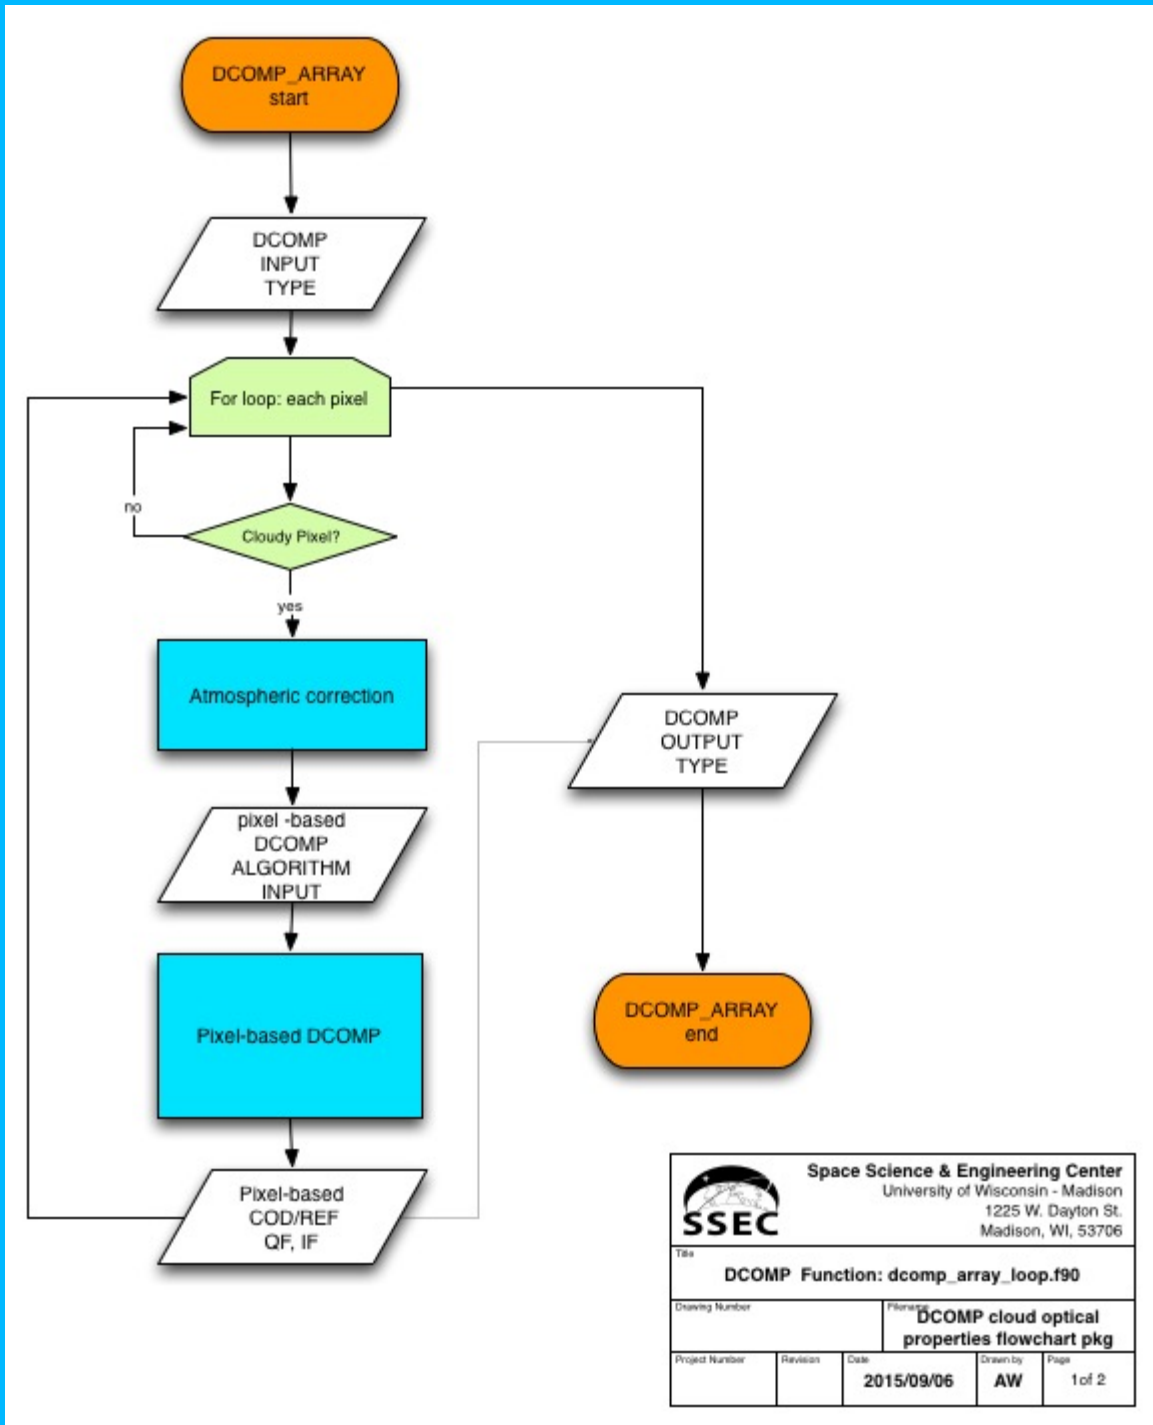 DCOMP_ARRAY
start
DCOMP
INPUT
TYPE
For loop: each pixel
no
Cloudy Pixel?
yes
Atmospheric correction
DCOMP
OUTPUT
TYPE
pixel -based
DCOMP
ALGORITHM
INPUT
Pixel-based DCOMP
DCOMP_ARRAY
end
Pixel-based
COD/REF
QF, IF
SSEC
Space Science & Engineering Center
University of Wisconsin - Madison
1225 W. Dayton St.
Madison, WI, 53706
Title
DCOMP Function: dcomp_array_loop.f90
Drawing Number
Filename
DCOMP cloud optical
properties flowchart pkg
Project Number
Revision
Date
2015/09/06
Drawn by
AW
Page
1of 2